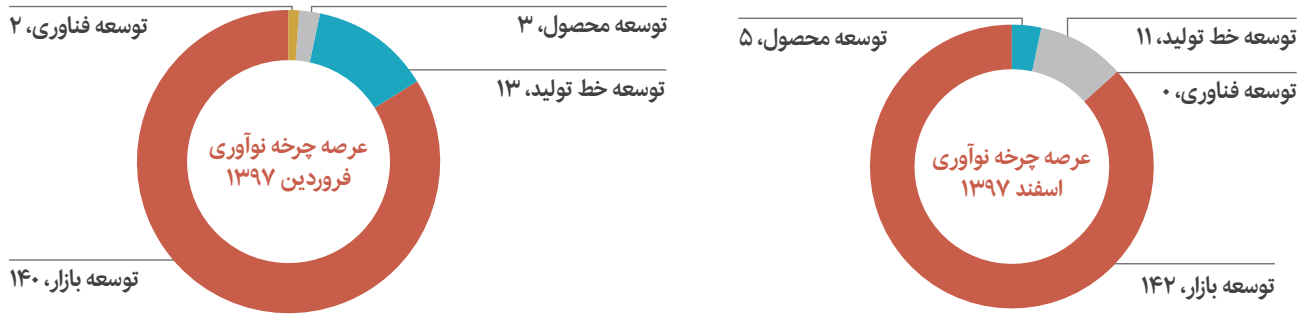 توسعه خط تولید، ۱۱
توسعه محصول، ۵
توسعه فناوری، ۰
عرصه چرخه نوآوری
اسفند ۱۳۹۷
توسعه بازار، ۱۴۲
توسعه محصول، ۳
توسعه فناوری، ۲
توسعه خط تولید، ۱۳
عرصه چرخه نوآوری
فروردین ۱۳۹۷
توسعه بازار، ۱۴۰